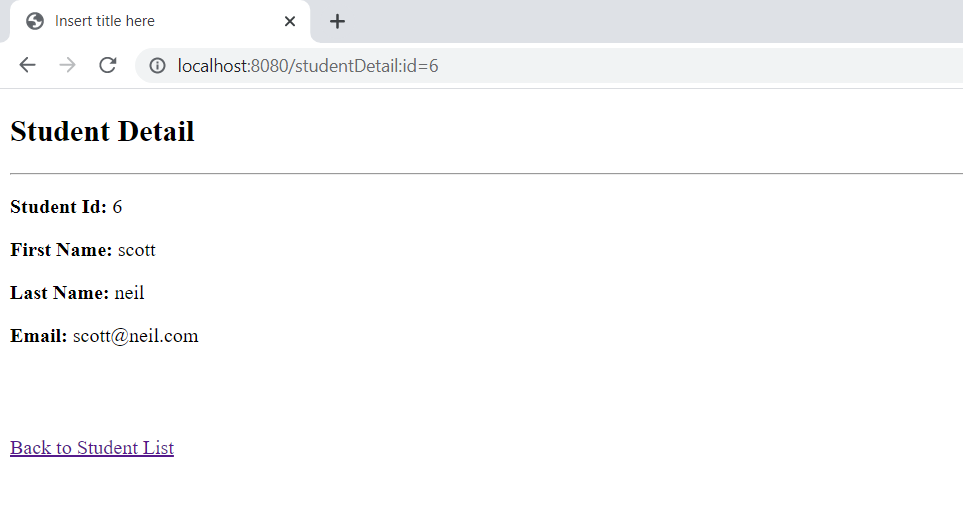 Insert title here
localhost:8080/studentDetail:id=6
Student Detail
Student Id: 6
First Name: scott
Last Name: neil
Email: scott@neil.com
Back to Student List